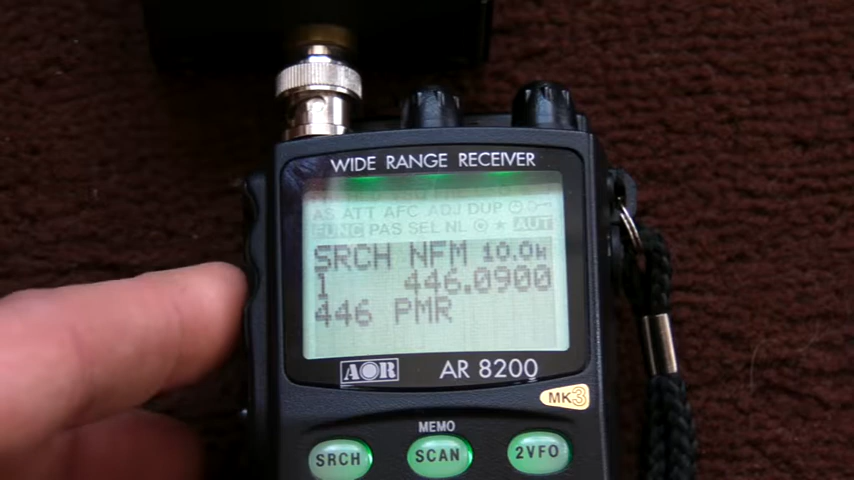 WIDE RANGE RECEIVER
AS ATT AFC ADJ DUP
FUNC PAS SEL NL AUT
SRCH NFM 10.0k
1 446.0900
446 PMR
AOR AR 8200
MK3
MEMO
SRCH SCAN 2VFO